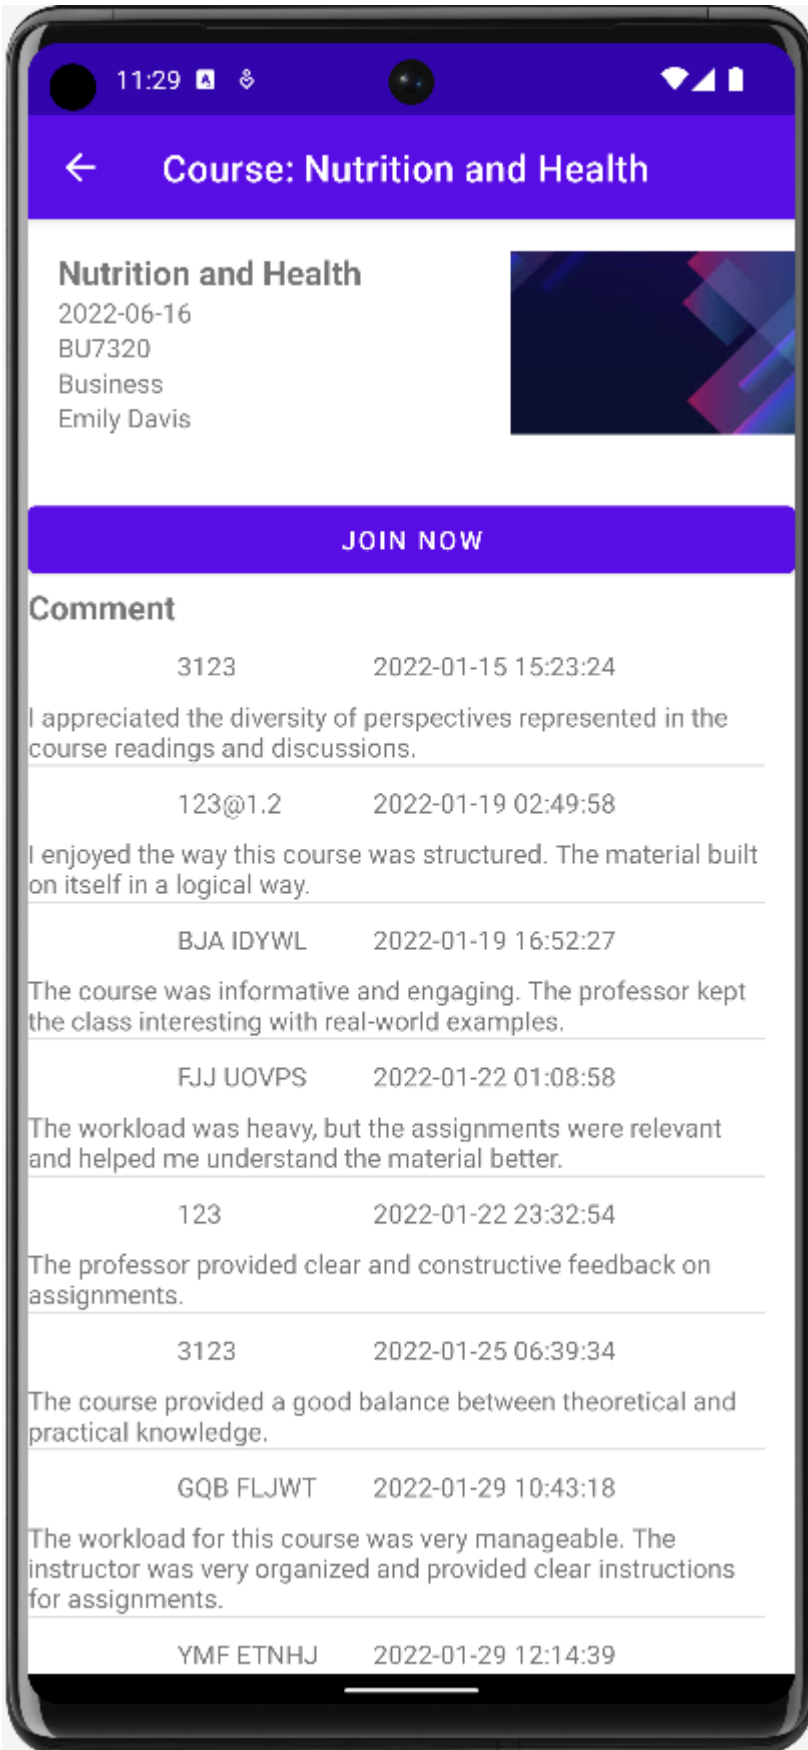 11:29
Course: Nutrition and Health
Nutrition and Health
2022-06-16
BU7320
Business
Emily Davis
JOIN NOW
Comment
3123 2022-01-15 15:23:24
I appreciated the diversity of perspectives represented in the
course readings and discussions.
123@1.2 2022-01-19 02:49:58
I enjoyed the way this course was structured. The material built
on itself in a logical way.
BJA IDYWL 2022-01-19 16:52:27
The course was informative and engaging. The professor kept
the class interesting with real-world examples.
FJJ UOVPS 2022-01-22 01:08:58
The workload was heavy, but the assignments were relevant
and helped me understand the material better.
123 2022-01-22 23:32:54
The professor provided clear and constructive feedback on
assignments.
3123 2022-01-25 06:39:34
The course provided a good balance between theoretical and
practical knowledge.
GQB FLJWT 2022-01-29 10:43:18
The workload for this course was very manageable. The
instructor was very organized and provided clear instructions
for assignments.
YMF ETNHJ 2022-01-29 12:14:39